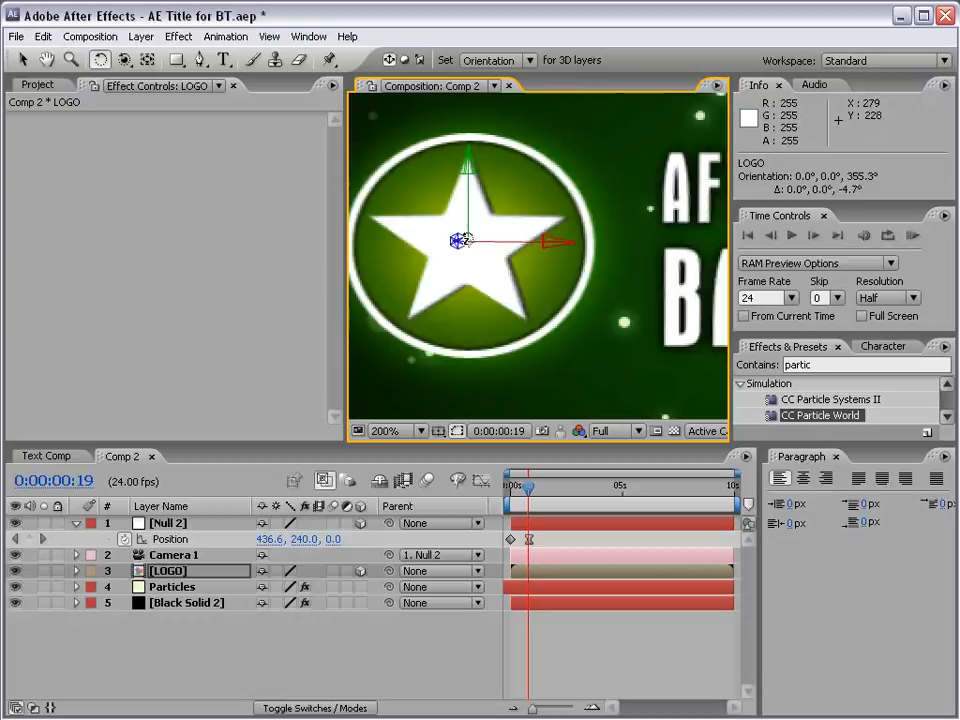 Adobe After Effects - AE Title for BT.aep *
File Edit Composition Layer Effect Animation View Window Help
Set Orientation for 3D layers Workspace: Standard
Project Effect Controls: LOGO
Comp 2 * LOGO
Composition: Comp 2
AF
BA
200% 0:00:00:19 Full Active C
Info Audio
R : 255
G : 255
B : 255
A : 255
X : 279
Y : 228
LOGO
Orientation: 0.0°, 0.0°, 355.3°
Δ: 0.0°, 0.0°, -4.7°
Time Controls
RAM Preview Options
Frame Rate Skip Resolution
24 0 Half
From Current Time Full Screen
Effects & Presets Character
Contains: partic
Simulation
CC Particle Systems II
CC Particle World
Text Comp Comp 2
0:00:00:19 (24.00 fps)
:00s 05s 10s
# Layer Name Parent
1 [Null 2] None
Position 436.6, 240.0, 0.0
2 Camera 1 1. Null 2
3 [LOGO] None
4 Particles None
5 [Black Solid 2] None
Toggle Switches / Modes
Paragraph
0 px 0 px 0 p
0 px 0 px